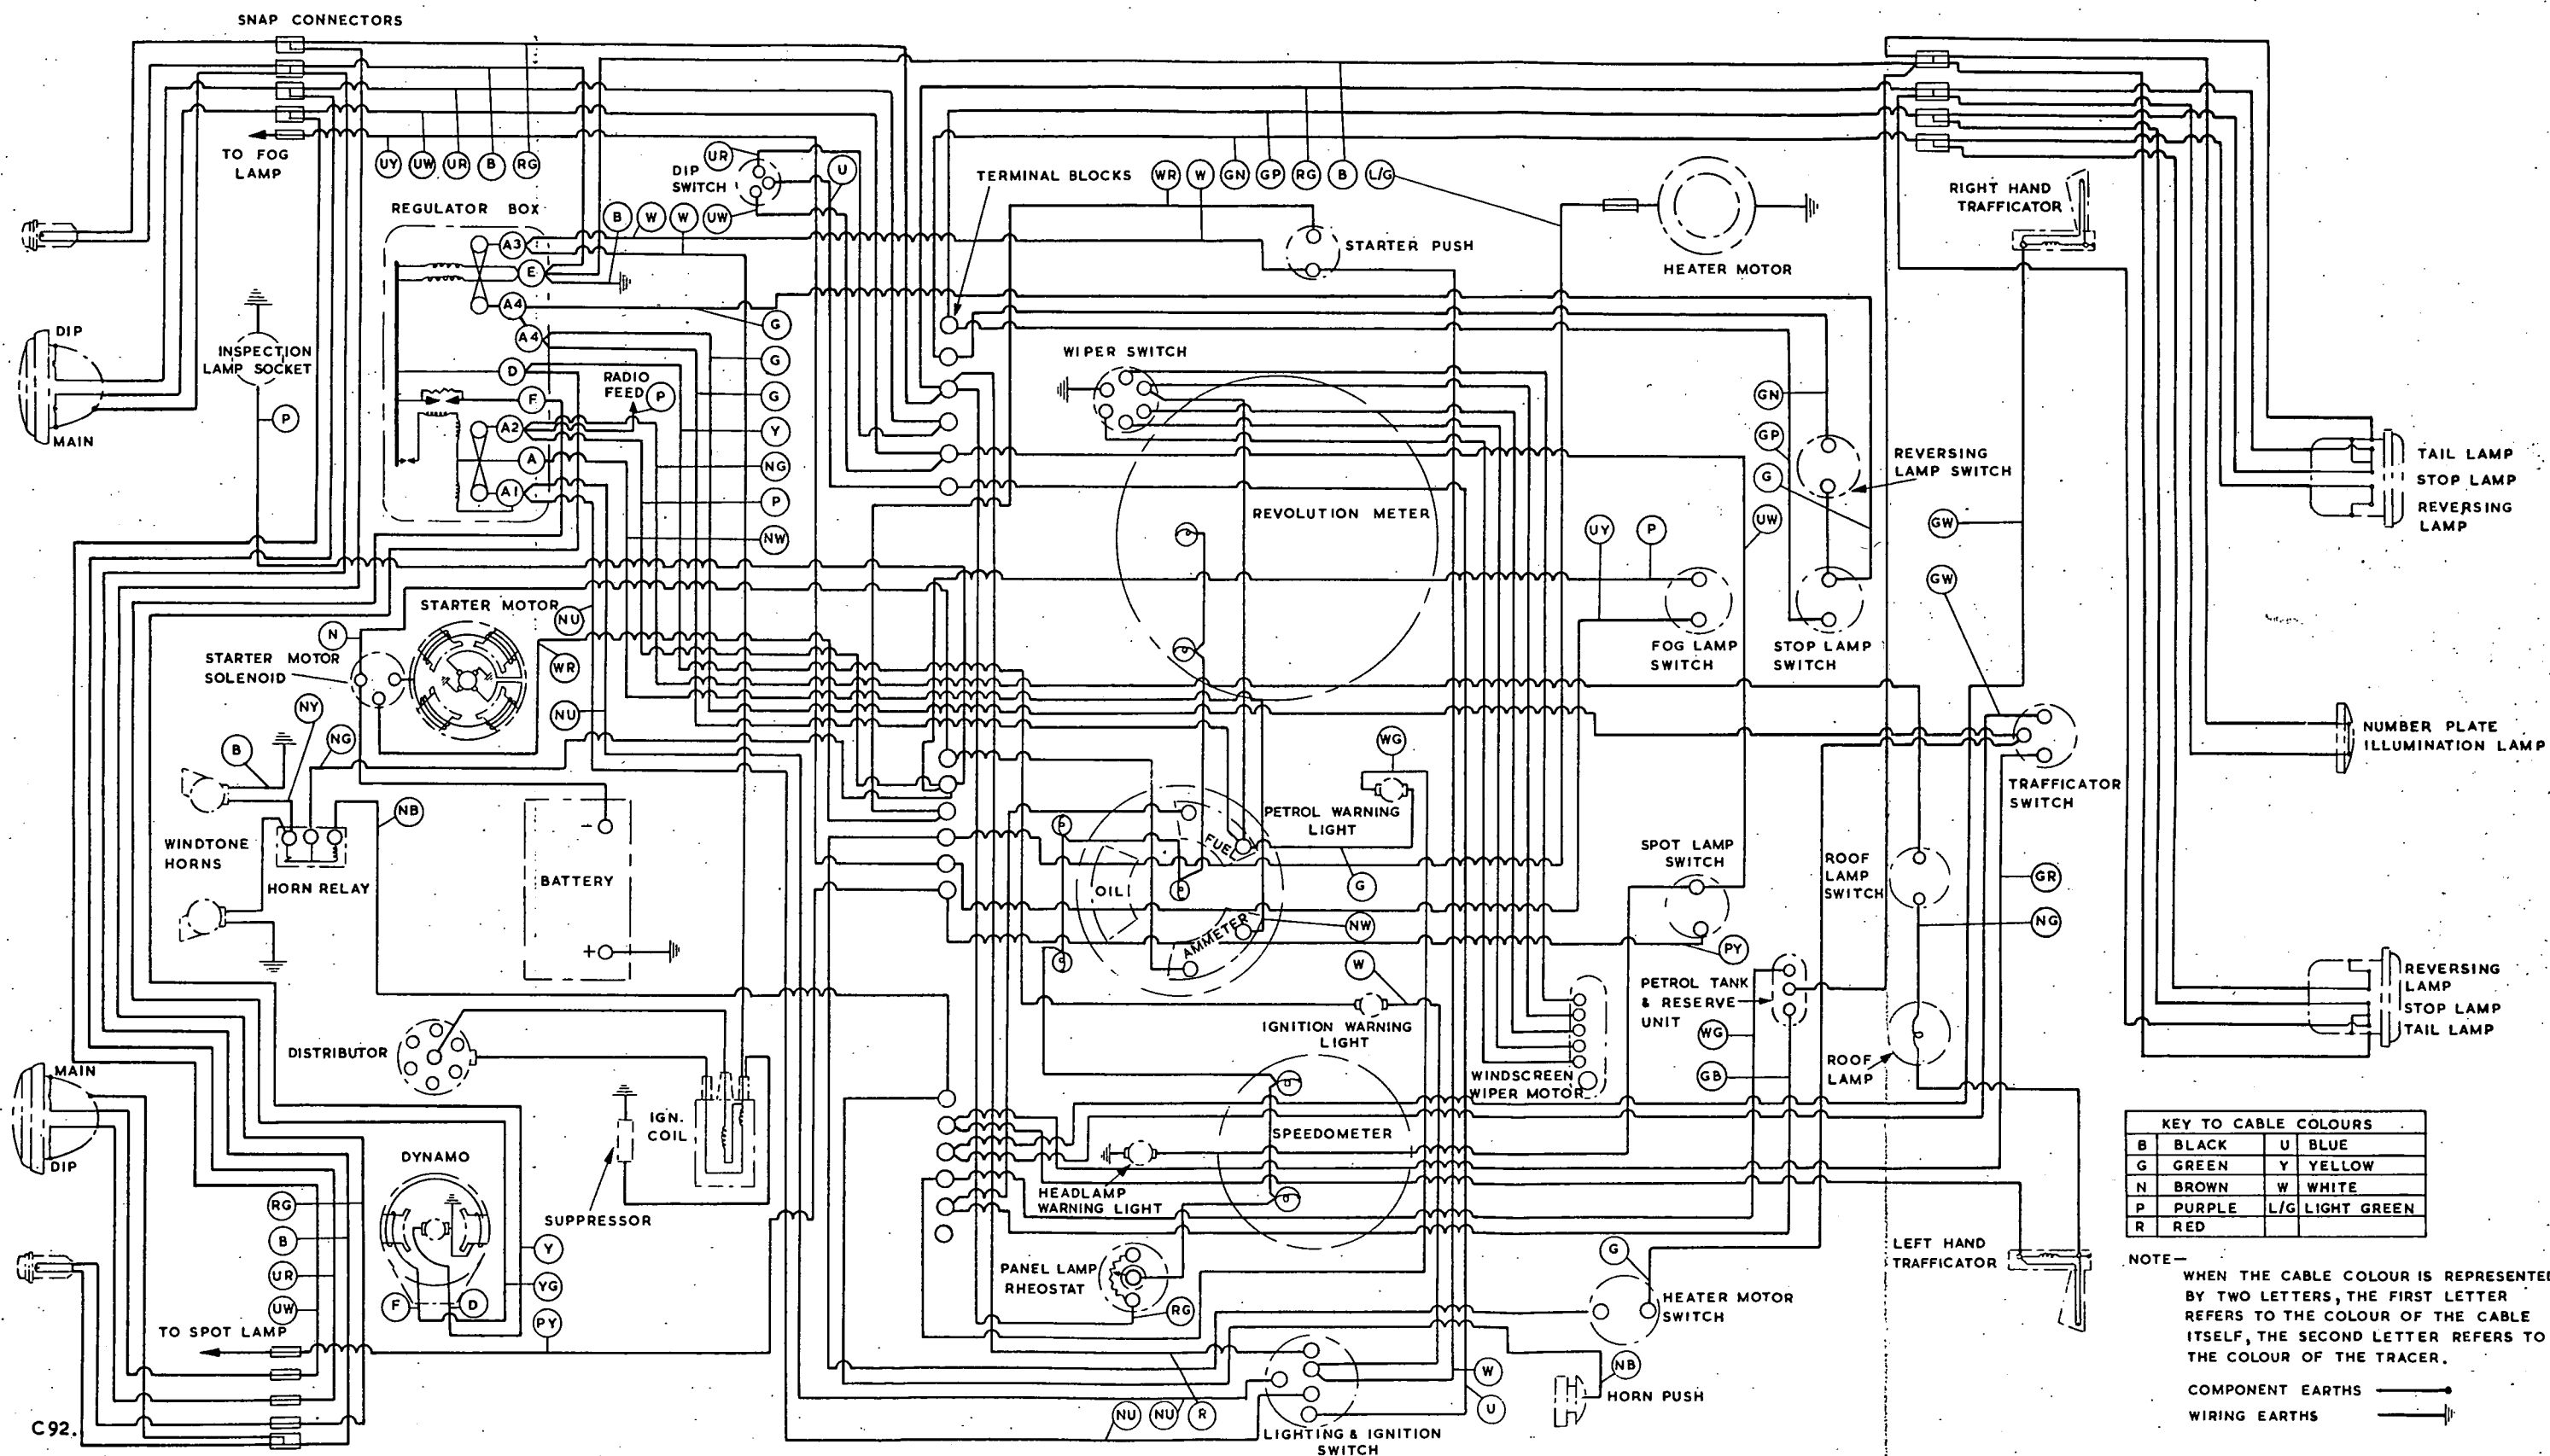 SNAP CONNECTORS
TO FOG
LAMP
UY
UW
UR
B
RG
UR
DIP
SWITCH
U
TERMINAL BLOCKS
WR
W
GN
GP
RG
B
L/G
RIGHT HAND
TRAFFICATOR
REGULATOR BOX
B
W
W
UW
A3
E
A4
A4
D
F
A2
A
A1
STARTER PUSH
HEATER MOTOR
DIP
MAIN
INSPECTION
LAMP SOCKET
P
RADIO
FEED
P
G
G
G
Y
NG
P
NW
WIPER SWITCH
REVOLUTION METER
GN
GP
G
UW
REVERSING
LAMP SWITCH
TAIL LAMP
STOP LAMP
REVERSING
LAMP
GW
GW
UY
P
FOG LAMP
SWITCH
STOP LAMP
SWITCH
STARTER MOTOR
NU
N
STARTER MOTOR
SOLENOID
WR
NU
NY
NG
B
NB
WINDTONE
HORNS
HORN RELAY
BATTERY
-
+
WG
PETROL WARNING
LIGHT
FUEL
OIL
AMMETER
G
NW
W
SPOT LAMP
SWITCH
PY
ROOF
LAMP
SWITCH
TRAFFICATOR
SWITCH
NUMBER PLATE
ILLUMINATION LAMP
GR
NG
PETROL TANK
& RESERVE
UNIT
WG
GB
ROOF
LAMP
REVERSING
LAMP
STOP LAMP
TAIL LAMP
IGNITION WARNING
LIGHT
WINDSCREEN
WIPER MOTOR
DISTRIBUTOR
IGN.
COIL
SUPPRESSOR
MAIN
DIP
DYNAMO
F
D
Y
YG
PY
RG
B
UR
UW
TO SPOT LAMP
SPEEDOMETER
HEADLAMP
WARNING LIGHT
PANEL LAMP
RHEOSTAT
RG
G
HEATER MOTOR
SWITCH
NB
HORN PUSH
W
U
NU
NU
R
LIGHTING & IGNITION
SWITCH
LEFT HAND
TRAFFICATOR
KEY TO CABLE COLOURS
B BLACK U BLUE
G GREEN Y YELLOW
N BROWN W WHITE
P PURPLE L/G LIGHT GREEN
R RED
NOTE—
WHEN THE CABLE COLOUR IS REPRESENTED
BY TWO LETTERS, THE FIRST LETTER
REFERS TO THE COLOUR OF THE CABLE
ITSELF, THE SECOND LETTER REFERS TO
THE COLOUR OF THE TRACER.
COMPONENT EARTHS
WIRING EARTHS
C92.